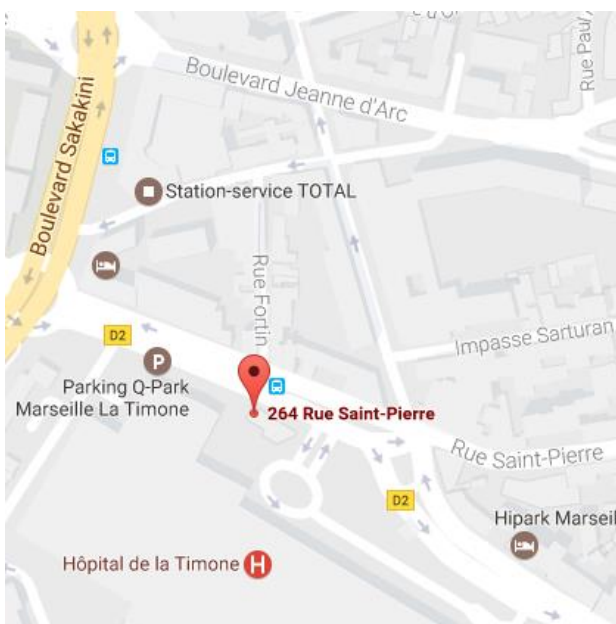 Boulevard Jeanne d'Arc
Rue Paul
Boulevard Sakakini
Station-service TOTAL
Rue Fortin
D2
P
Impasse Sarturan
Parking Q-Park
Marseille La Timone
264 Rue Saint-Pierre
Rue Saint-Pierre
D2
Hipark Marseil
Hôpital de la Timone
H